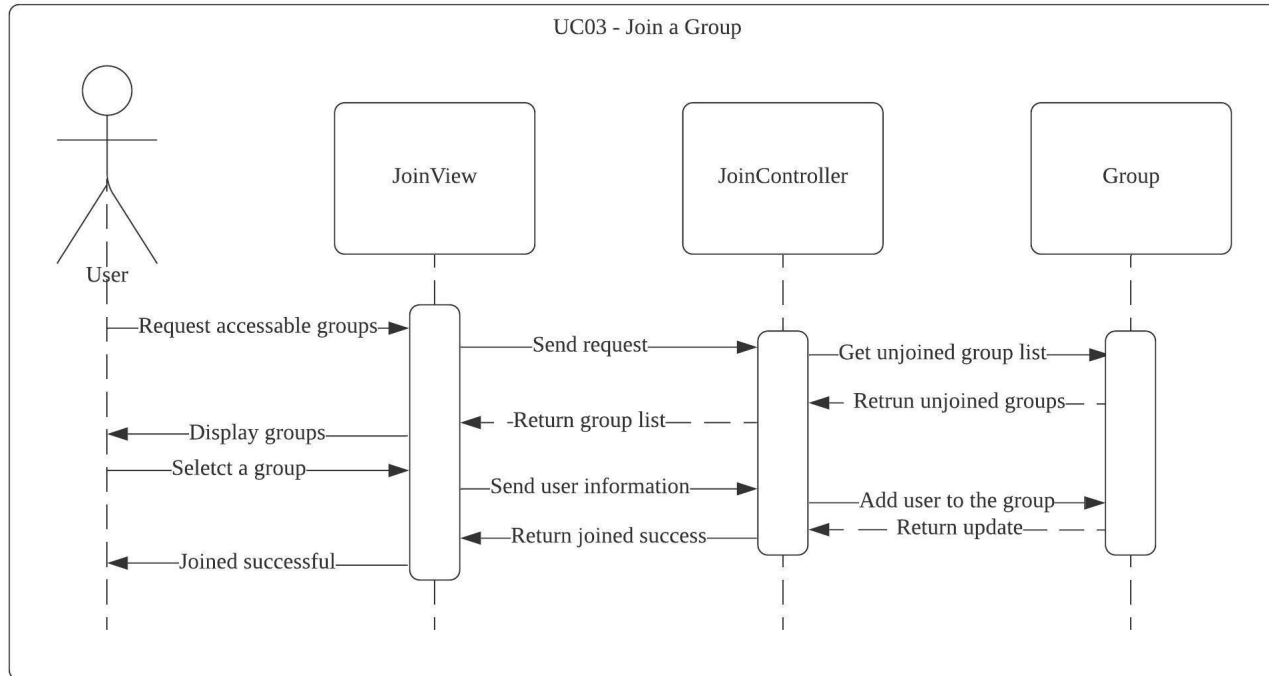 UC03 - Join a Group
JoinView
JoinController
Group
User
Request accessable groups
Send request
Get unjoined group list
Retrun unjoined groups
Return group list
Display groups
Seletct a group
Send user information
Add user to the group
Return update
Return joined success
Joined successful